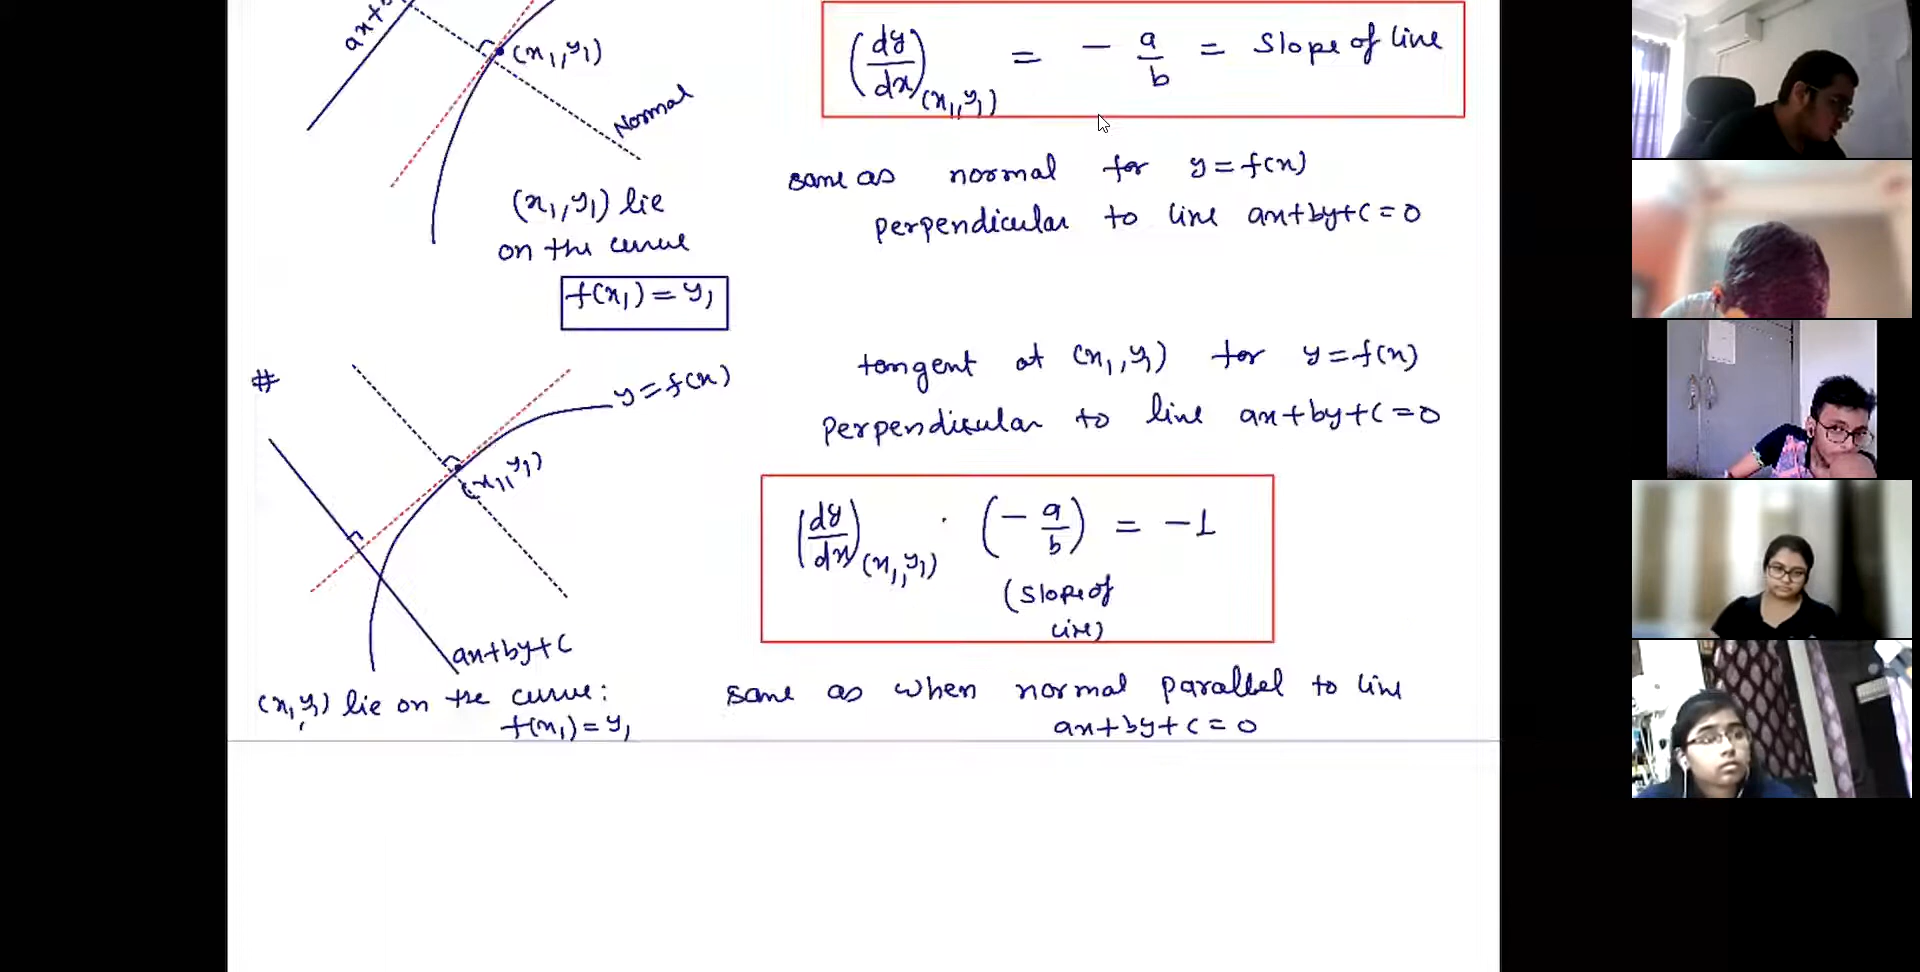 ax+
(x₁,y₁)
Normal
(x₁,y₁) lie
on the curve
f(x₁) = y₁
(dy/dx)(x₁,y₁) = - a/b = Slope of line
same as normal for y=f(x)
perpendicular to line ax+by+c=0
#
y=f(x)
(x₁,y₁)
ax+by+c
(x₁,y₁) lie on the curve:
f(x₁)=y₁
tangent at (x₁,y₁) for y=f(x)
perpendicular to line ax+by+c=0
(dy/dx)(x₁,y₁) · (- a/b) = -1
(Slope of
line)
same as when normal parallel to line
ax+by+c=0